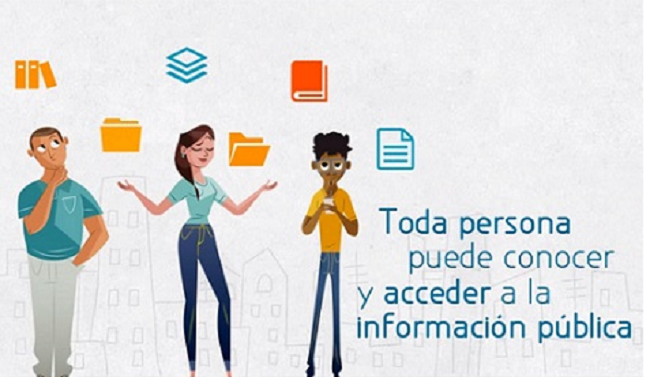 Toda persona
puede conocer
y acceder a la
información pública